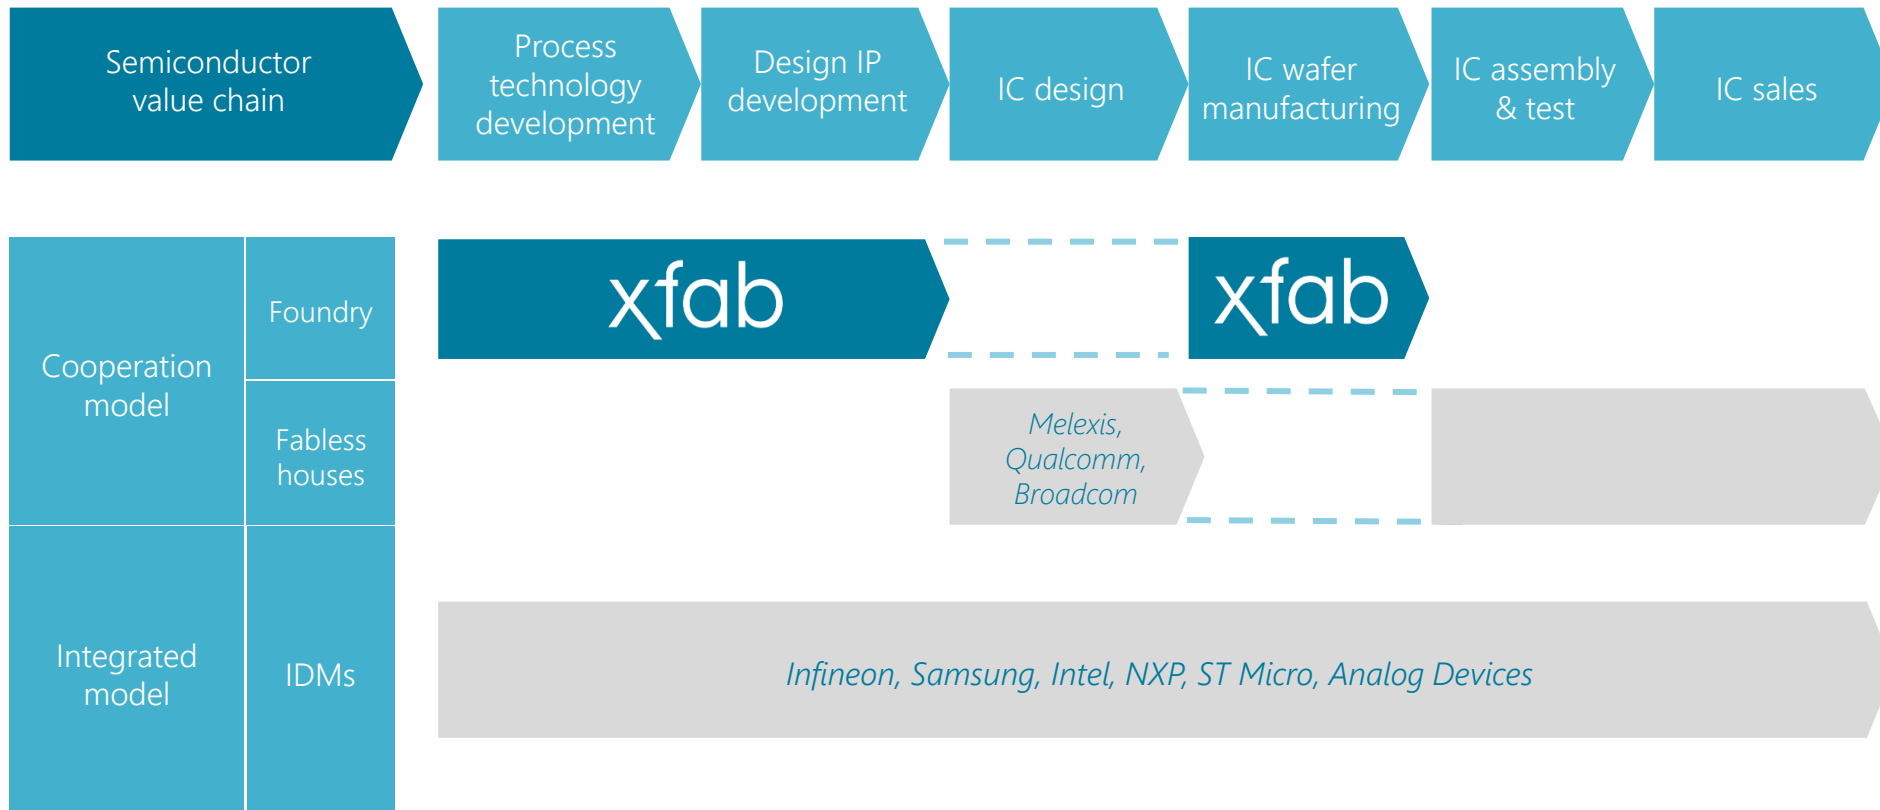 Semiconductor
value chain
Process
technology
development
Design IP
development
IC design
IC wafer
manufacturing
IC assembly
& test
IC sales
Cooperation
model
Foundry
xfab
xfab
Fabless
houses
Melexis,
Qualcomm,
Broadcom
Integrated
model
IDMs
Infineon, Samsung, Intel, NXP, ST Micro, Analog Devices